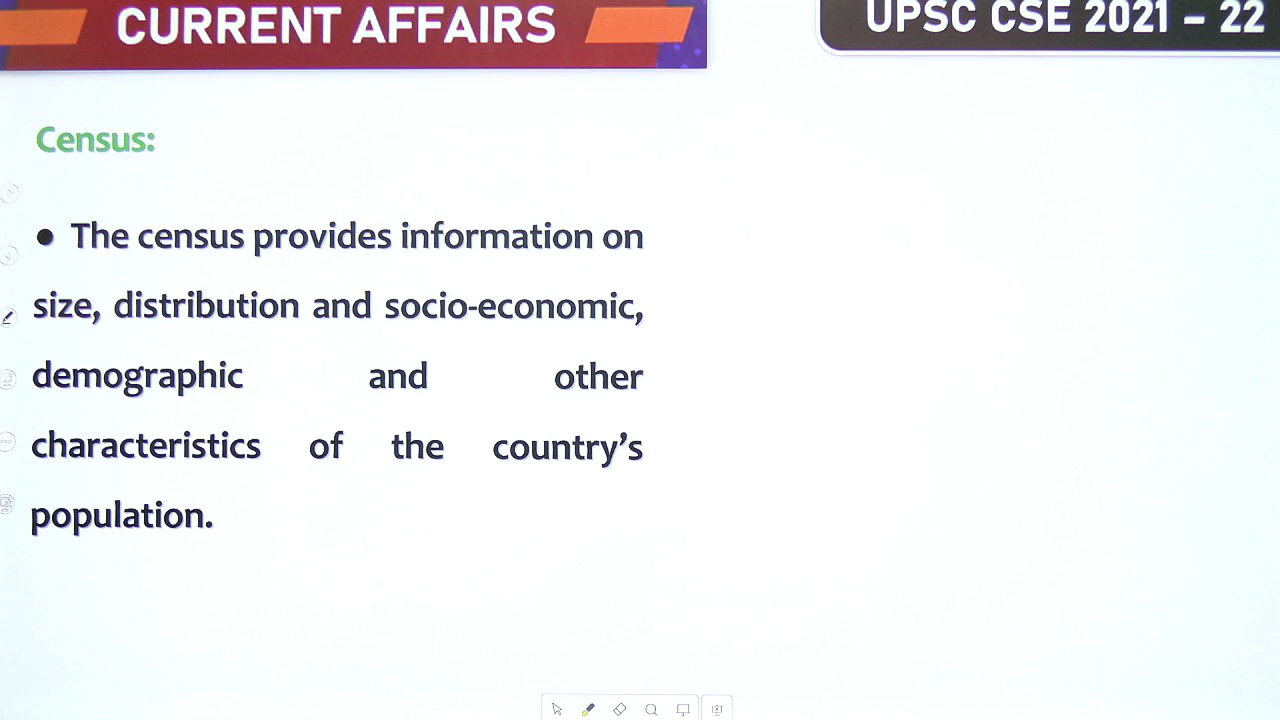 CURRENT AFFAIRS
UPSC CSE 2021 – 22
Census:
● The census provides information on
size, distribution and socio-economic,
demographic and other
characteristics of the country’s
population.